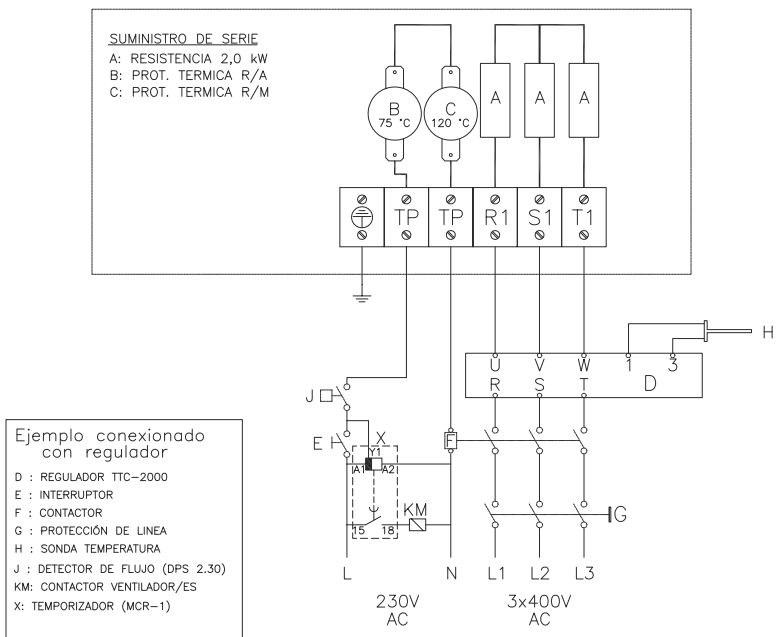 SUMINISTRO DE SERIE
A: RESISTENCIA 2,0 kW
B: PROT. TERMICA R/A
C: PROT. TERMICA R/M
B
75 °C
C
120 °C
A
A
A
TP
TP
R1
S1
T1
H
U
V
W
1
3
R
S
T
D
J
E
X
Y1
A1
A2
F
KM
15
18
G
L
N
L1
L2
L3
230V
AC
3x400V
AC
Ejemplo conexionado
con regulador
D : REGULADOR TTC-2000
E : INTERRUPTOR
F : CONTACTOR
G : PROTECCIÓN DE LINEA
H : SONDA TEMPERATURA
J : DETECTOR DE FLUJO (DPS 2.30)
KM: CONTACTOR VENTILADOR/ES
X: TEMPORIZADOR (MCR-1)